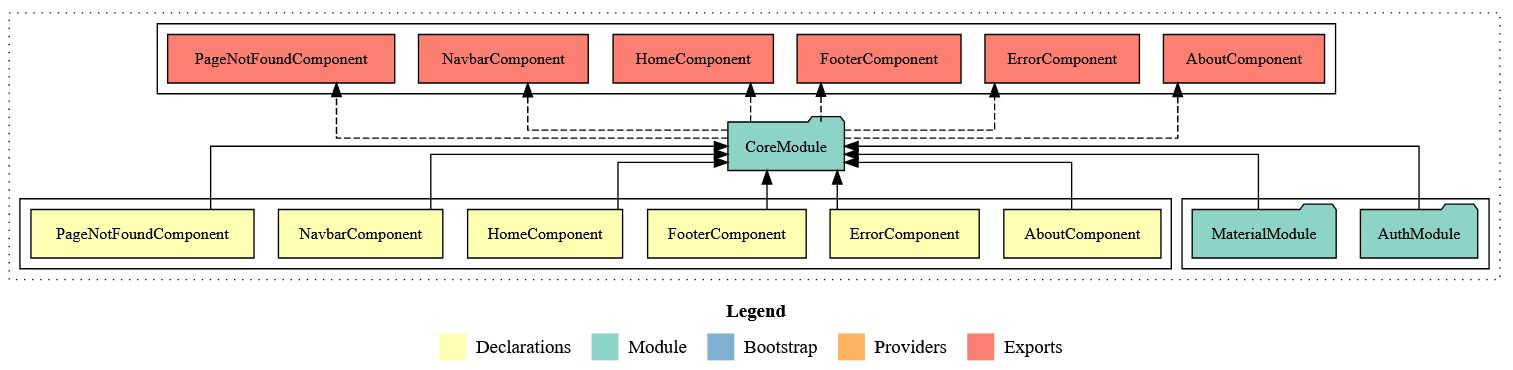 PageNotFoundComponent NavbarComponent HomeComponent FooterComponent ErrorComponent AboutComponent
CoreModule
PageNotFoundComponent NavbarComponent HomeComponent FooterComponent ErrorComponent AboutComponent MaterialModule AuthModule
Legend
Declarations Module Bootstrap Providers Exports